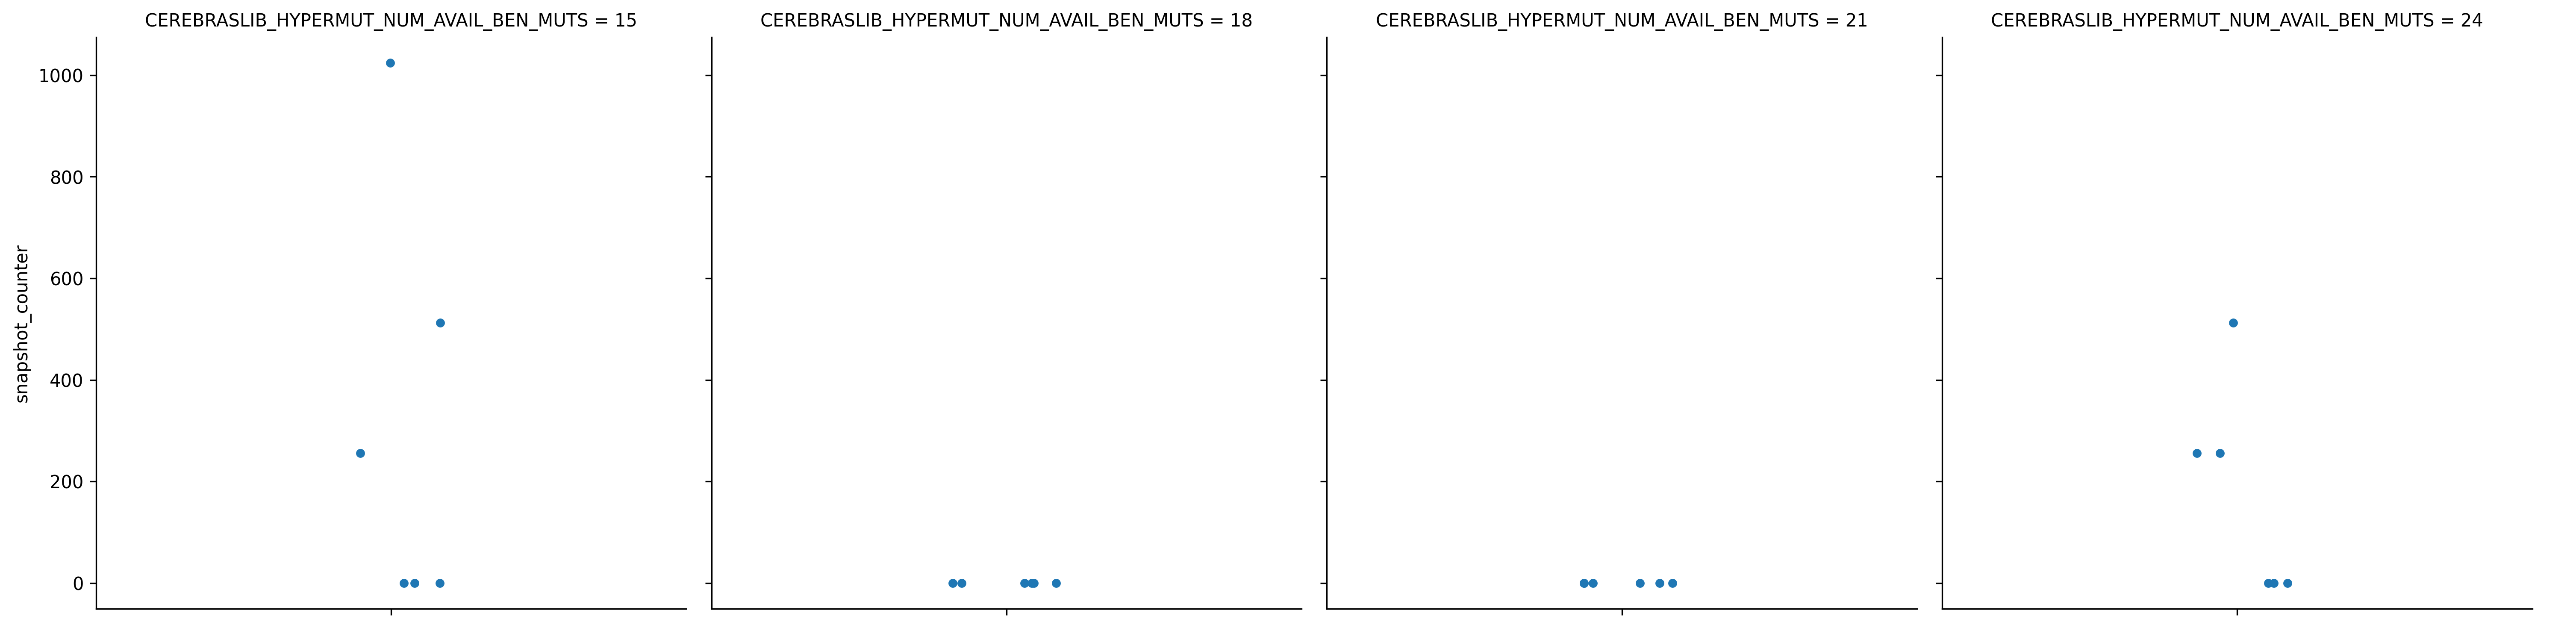 CEREBRASLIB_HYPERMUT_NUM_AVAIL_BEN_MUTS = 15
CEREBRASLIB_HYPERMUT_NUM_AVAIL_BEN_MUTS = 18
CEREBRASLIB_HYPERMUT_NUM_AVAIL_BEN_MUTS = 21
CEREBRASLIB_HYPERMUT_NUM_AVAIL_BEN_MUTS = 24
snapshot_counter
1000
800
600
400
200
0